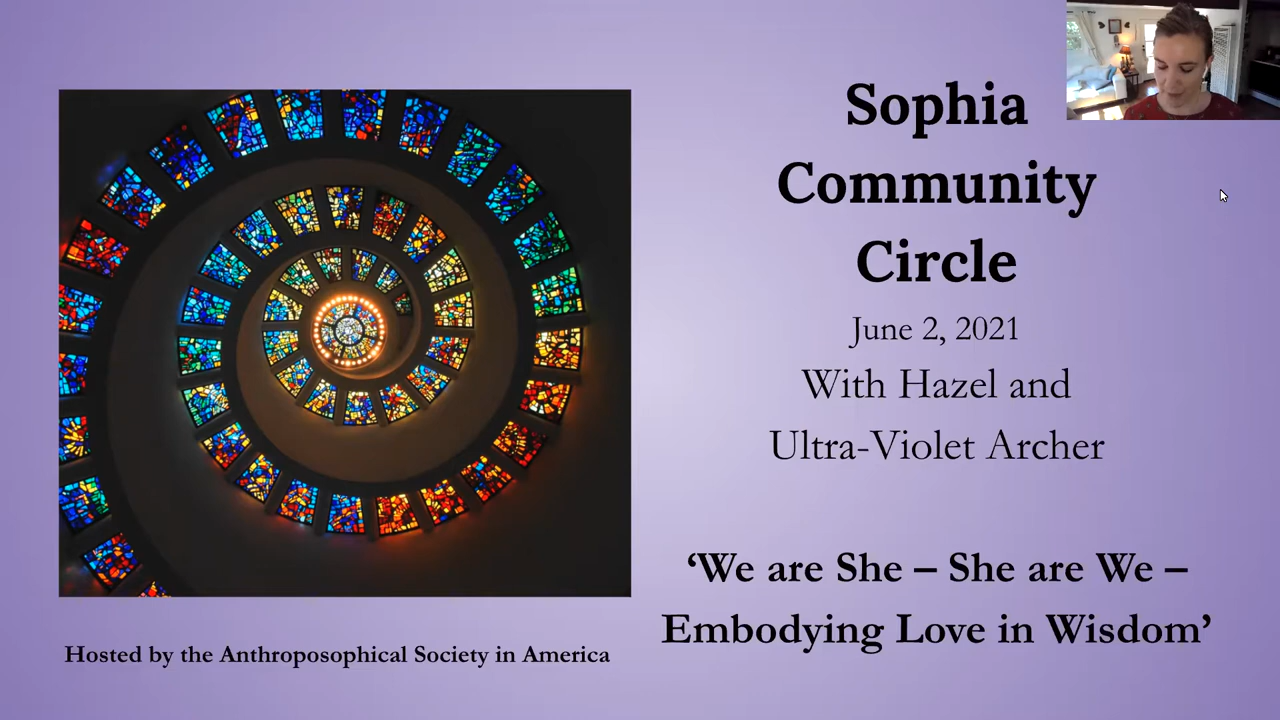 Sophia
Community
Circle
June 2, 2021
With Hazel and
Ultra-Violet Archer
‘We are She – She are We –
Embodying Love in Wisdom’
Hosted by the Anthroposophical Society in America